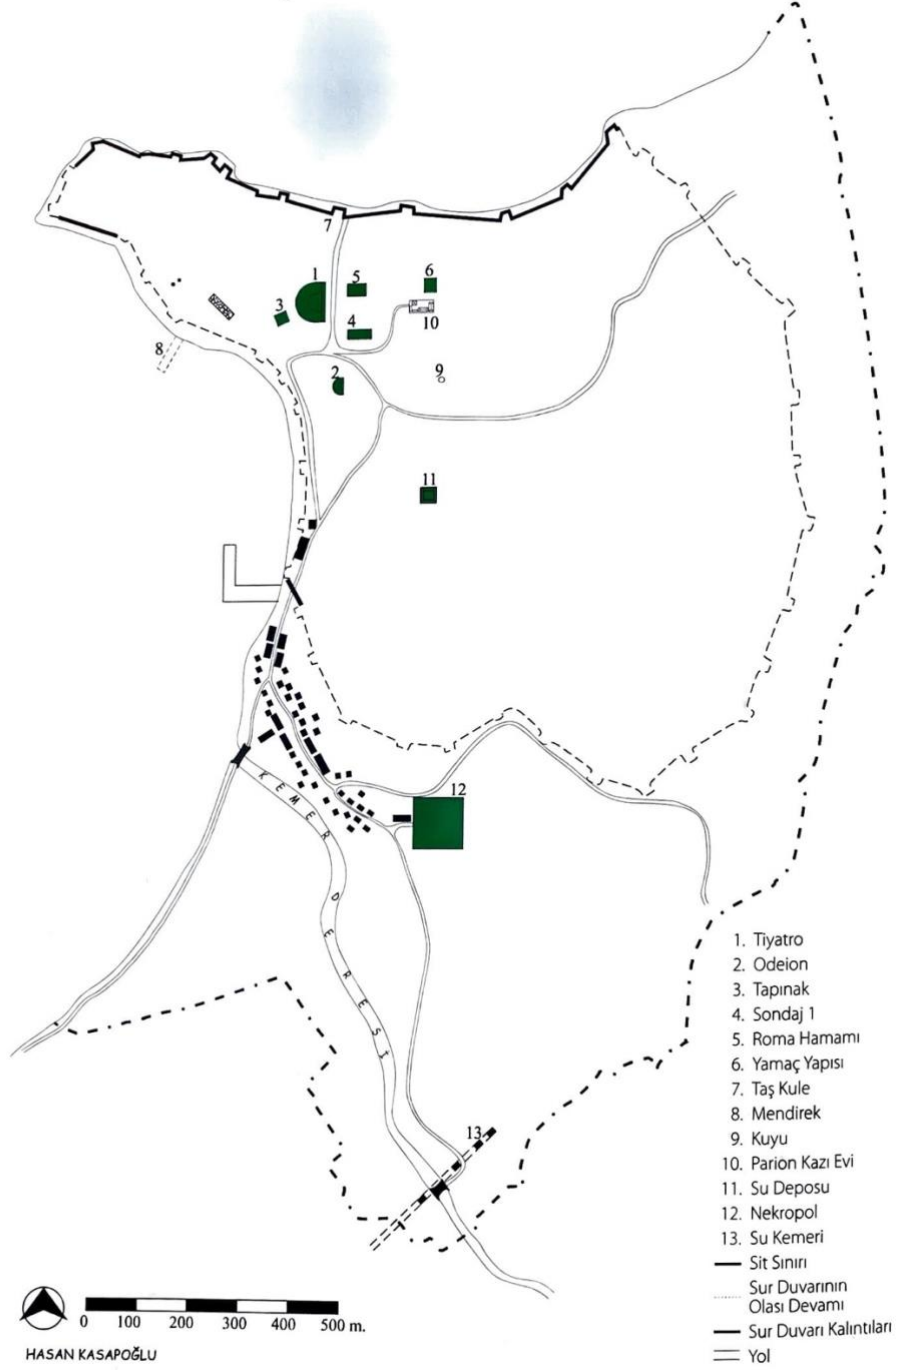 7
1
5
6
3
4
10
8
2
9
11
12
KEMER DERESİ
13
1. Tiyatro
2. Odeion
3. Tapınak
4. Sondaj 1
5. Roma Hamamı
6. Yamaç Yapısı
7. Taş Kule
8. Mendirek
9. Kuyu
10. Parion Kazı Evi
11. Su Deposu
12. Nekropol
13. Su Kemeri
Sit Sınırı
Sur Duvarının
Olası Devamı
Sur Duvarı Kalıntıları
Yol
0 100 200 300 400 500 m.
HASAN KASAPOĞLU